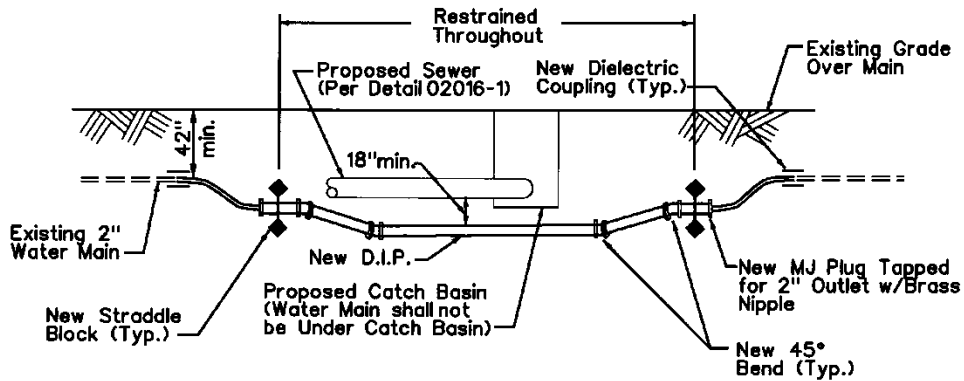 Restrained
Throughout
Existing Grade
Over Main
Proposed Sewer
(Per Detail 02016-1)
New Dielectric
Coupling (Typ.)
42"
min.
18"min.
Existing 2"
Water Main
New D.I.P.
New MJ Plug Tapped
for 2" Outlet w/Brass
Nipple
Proposed Catch Basin
(Water Main shall not
be Under Catch Basin)
New Straddle
Block (Typ.)
New 45°
Bend (Typ.)